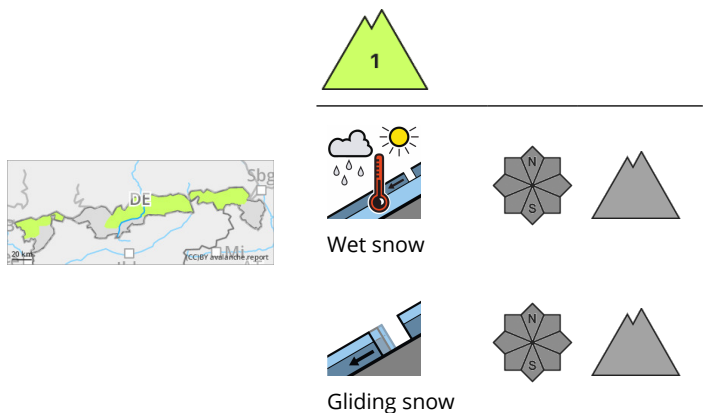 1
Sbg
DE
20 km
Mi
(CC)BY avalanche.report
N
S
Wet snow
N
S
Gliding snow